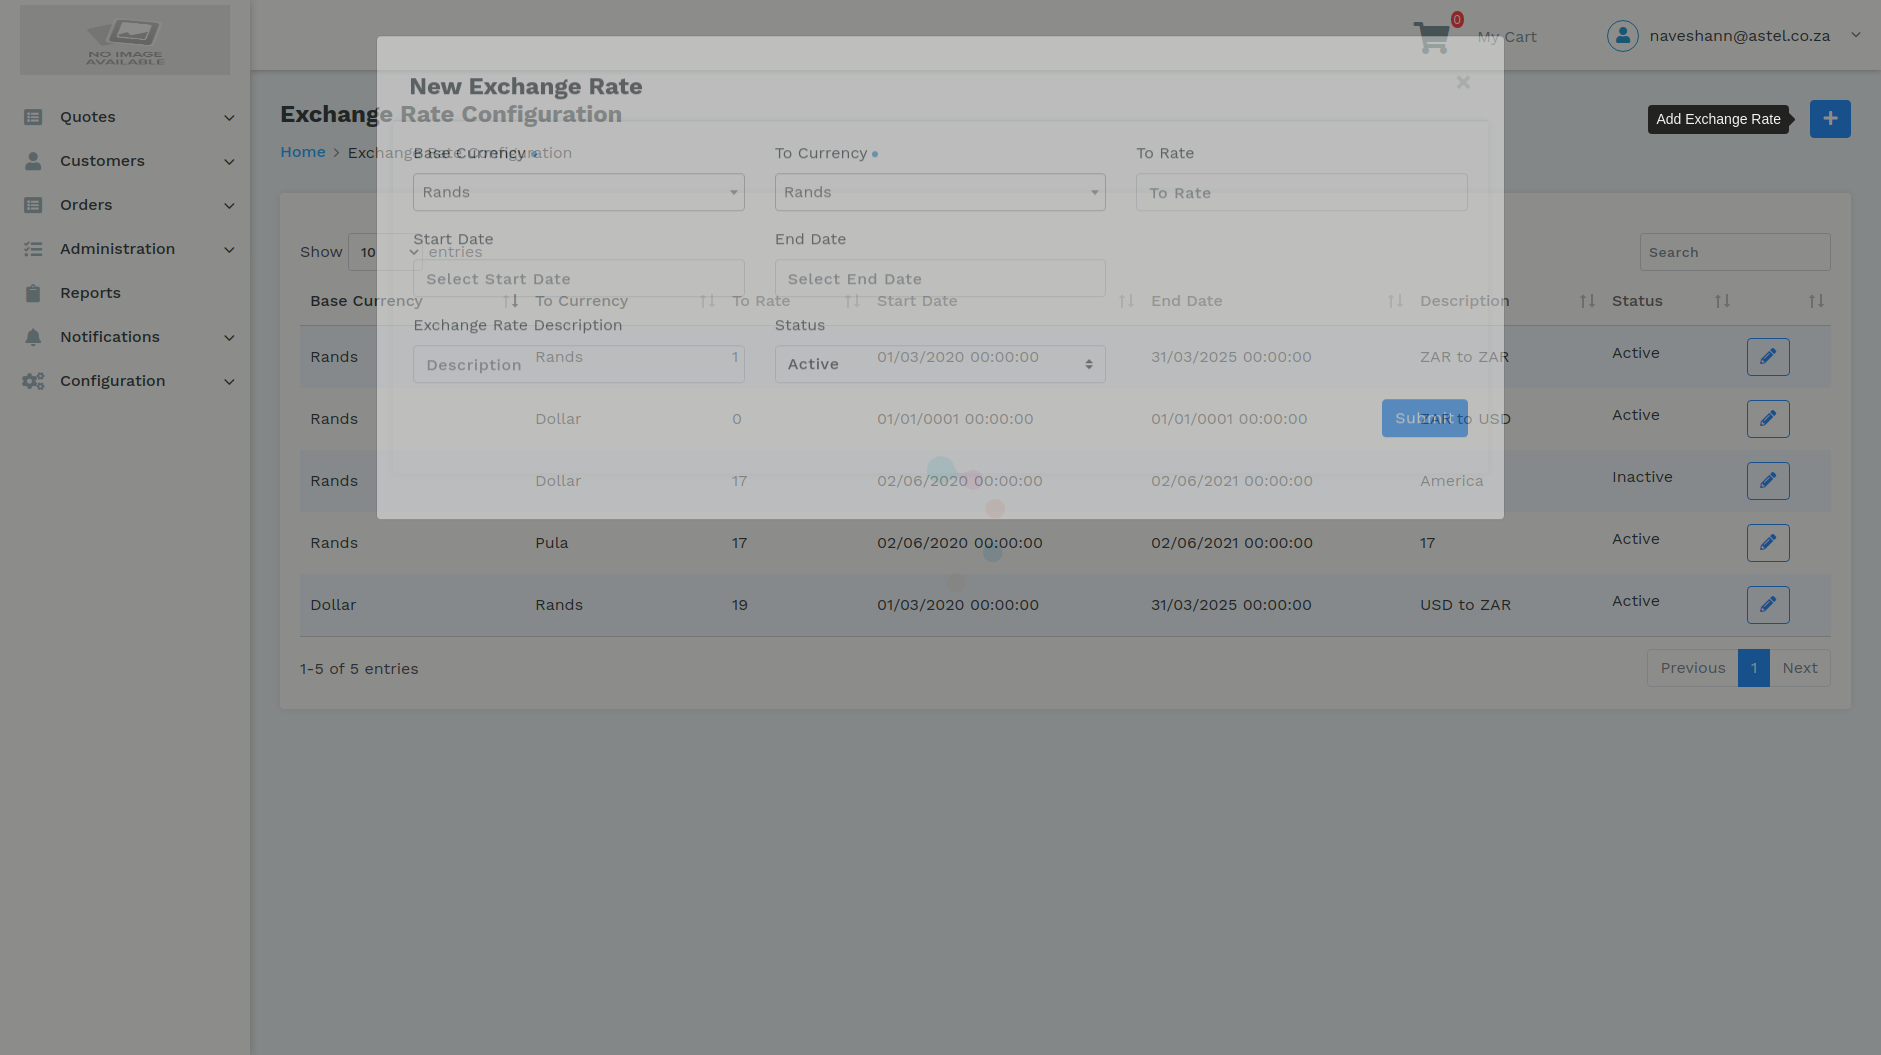 NO IMAGE
AVAILABLE
0
My Cart
naveshann@astel.co.za
Quotes
Customers
Orders
Administration
Reports
Notifications
Configuration
New Exchange Rate
×
Exchange Rate Configuration
Add Exchange Rate
+
Home > Exchange Rate Configuration
Base Currency
To Currency
To Rate
Rands
Rands
To Rate
Start Date
End Date
Select Start Date
Select End Date
Exchange Rate Description
Status
Description
Active
Submit
Show 10 entries
Search
Base Currency To Currency To Rate Start Date End Date Description Status
Rands Rands 1 01/03/2020 00:00:00 31/03/2025 00:00:00 ZAR to ZAR Active
Rands Dollar 0 01/01/0001 00:00:00 01/01/0001 00:00:00 ZAR to USD Active
Rands Dollar 17 02/06/2020 00:00:00 02/06/2021 00:00:00 America Inactive
Rands Pula 17 02/06/2020 00:00:00 02/06/2021 00:00:00 17 Active
Dollar Rands 19 01/03/2020 00:00:00 31/03/2025 00:00:00 USD to ZAR Active
1-5 of 5 entries
Previous 1 Next